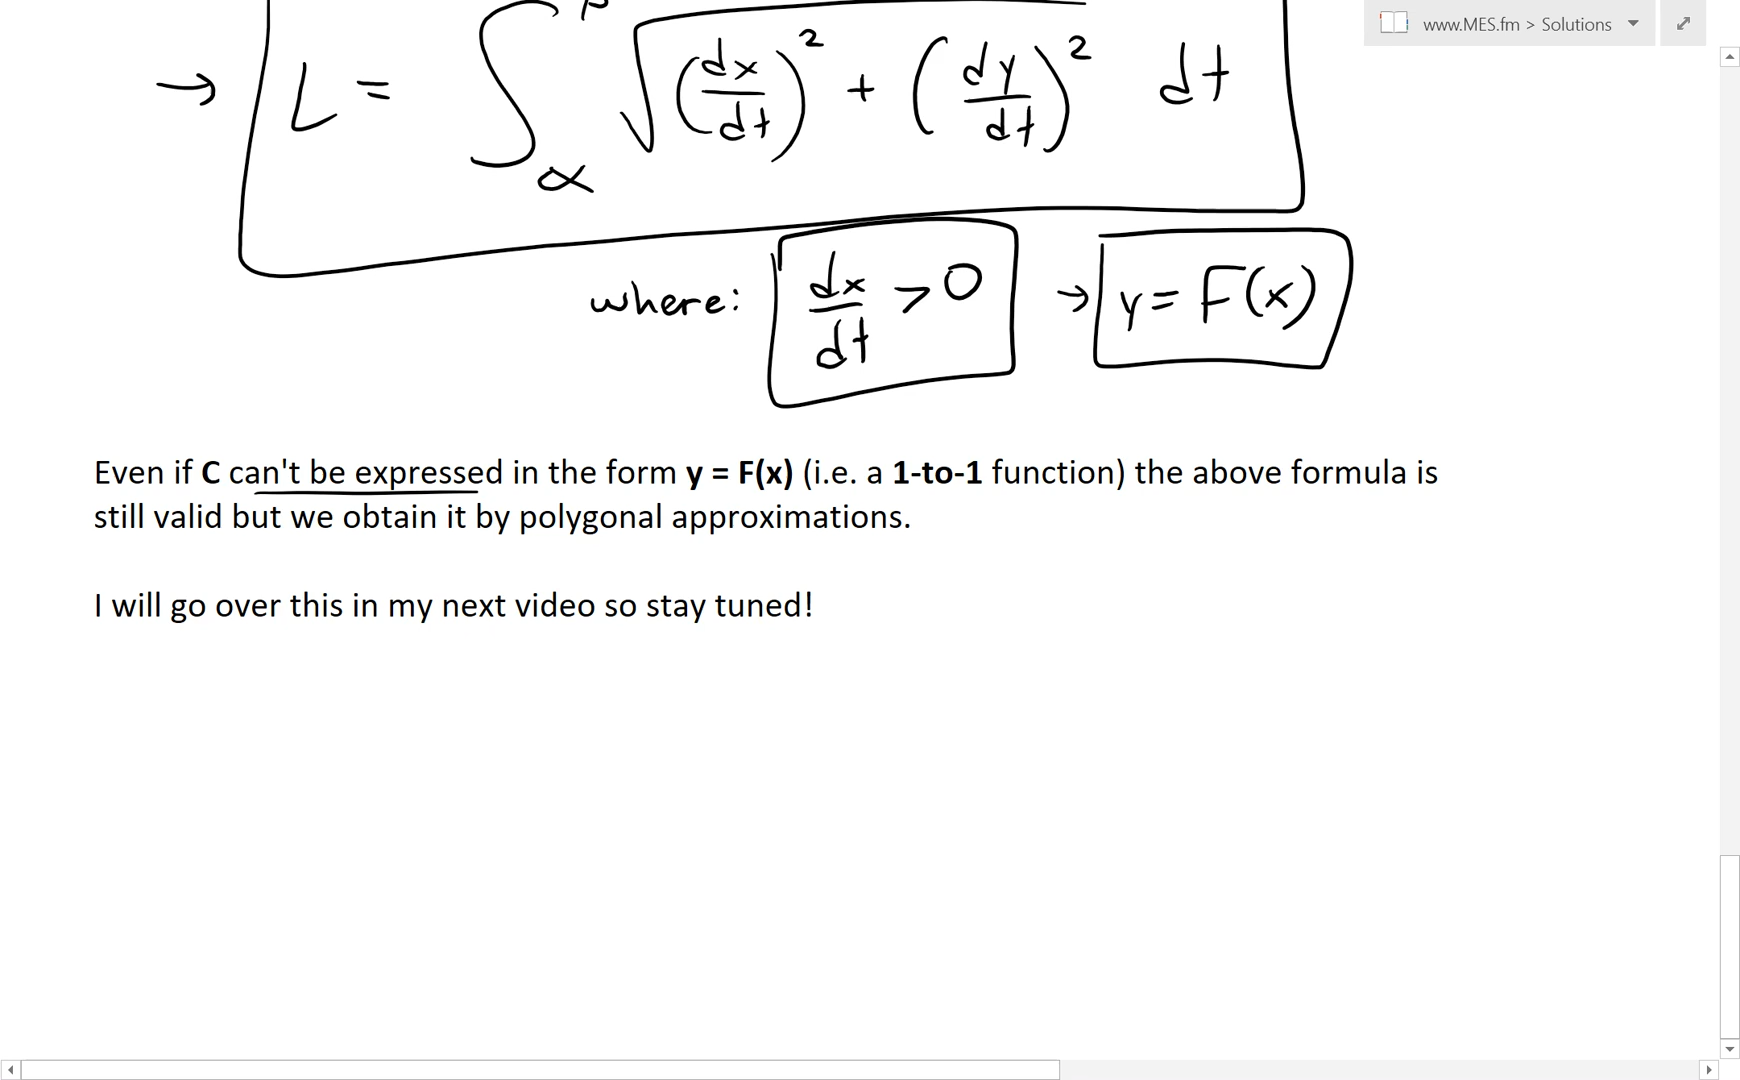 www.MES.fm > Solutions
→ L = ∫_α^β √((dx/dt)² + (dy/dt)²) dt
where: dx/dt > 0 → y = F(x)
Even if C can't be expressed in the form y = F(x) (i.e. a 1-to-1 function) the above formula is
still valid but we obtain it by polygonal approximations.
I will go over this in my next video so stay tuned!